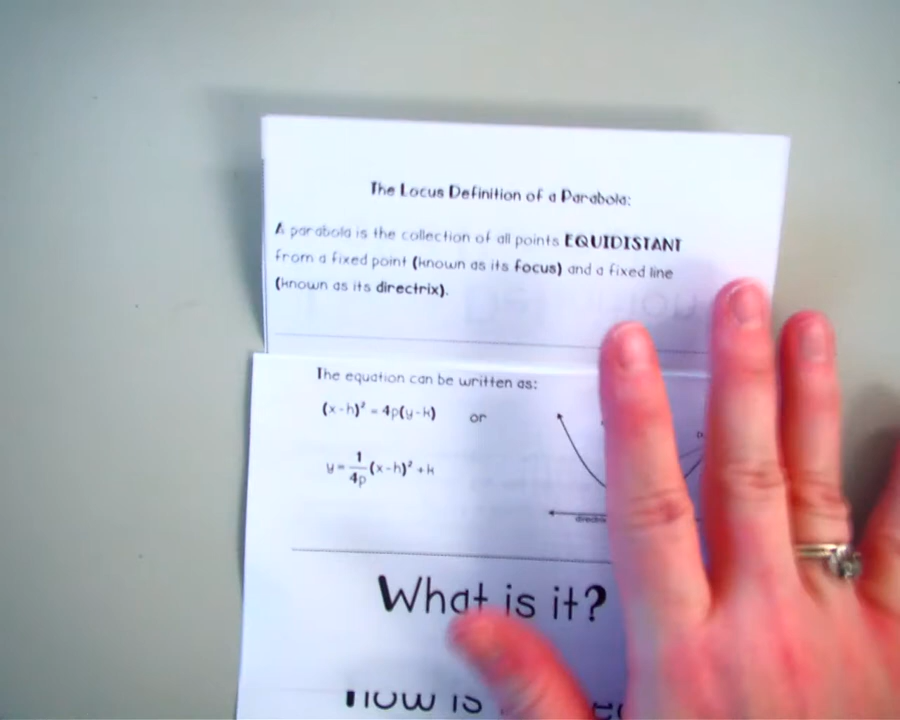 The Locus Definition of a Parabola:
A parabola is the collection of all points EQUIDISTANT
from a fixed point (known as its focus) and a fixed line
(known as its directrix).
The equation can be written as:
(x-h)² = 4p(y-k) or
y = 1/4p (x-h)² + k
What is it?
How is